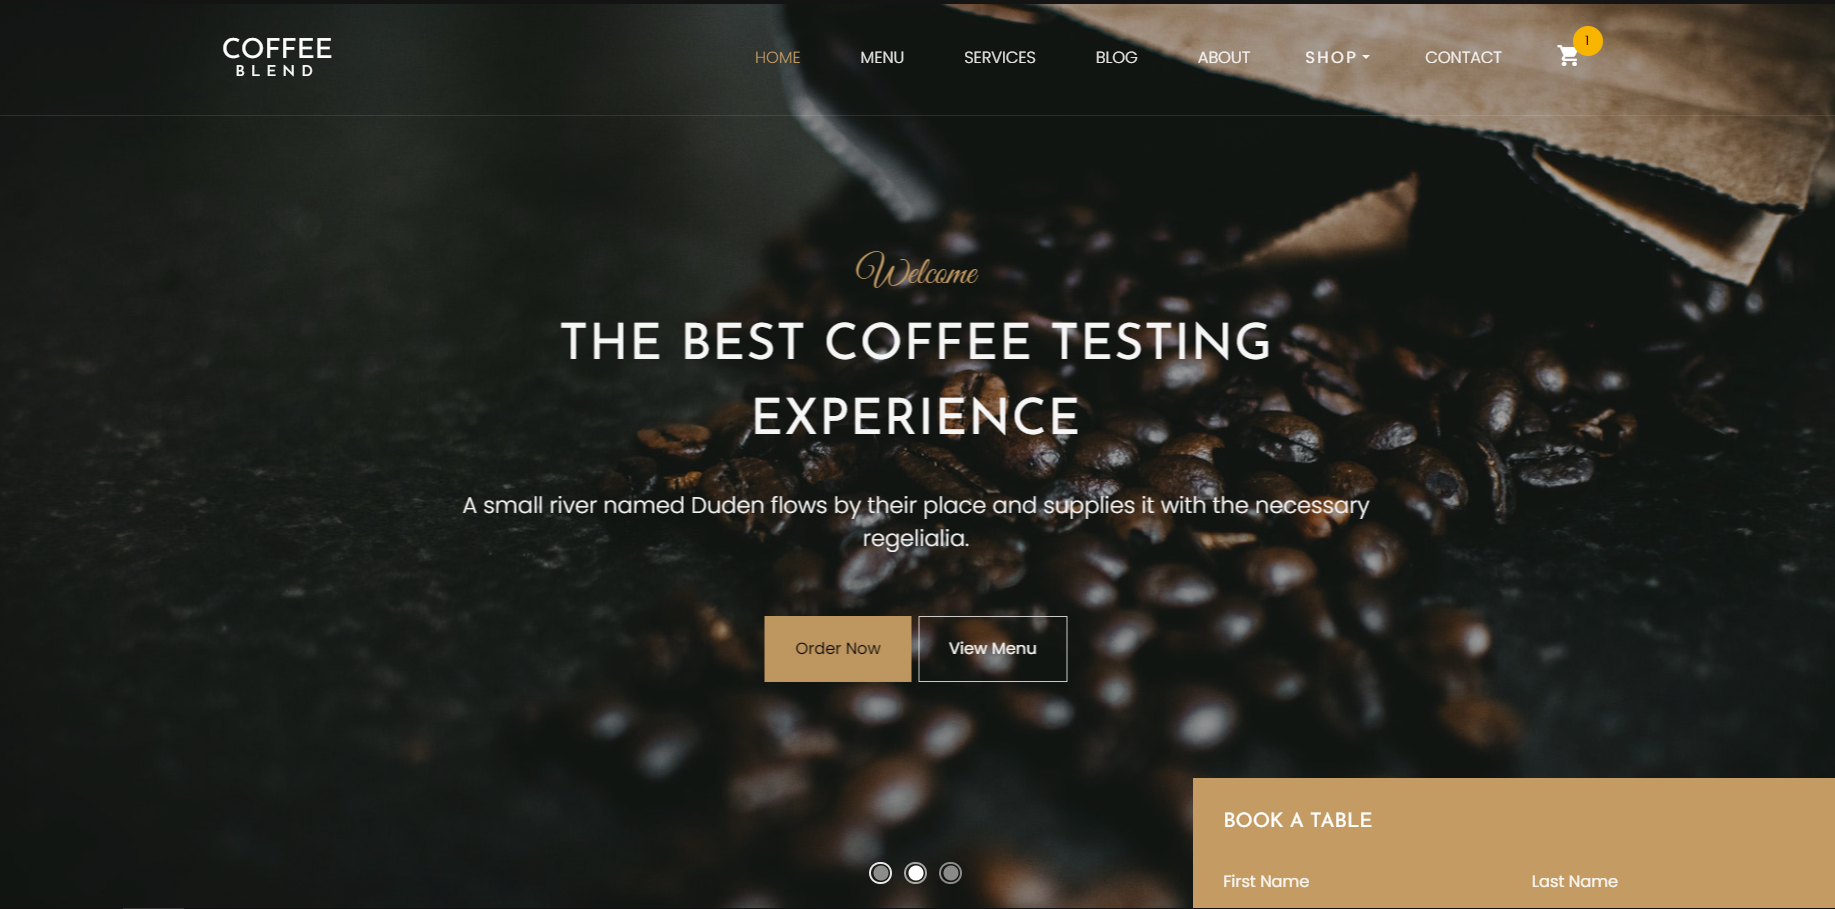 COFFEE
BLEND
HOME MENU SERVICES BLOG ABOUT SHOP CONTACT 1
Welcome
THE BEST COFFEE TESTING
EXPERIENCE
A small river named Duden flows by their place and supplies it with the necessary
regelialia.
Order Now View Menu
BOOK A TABLE
First Name Last Name